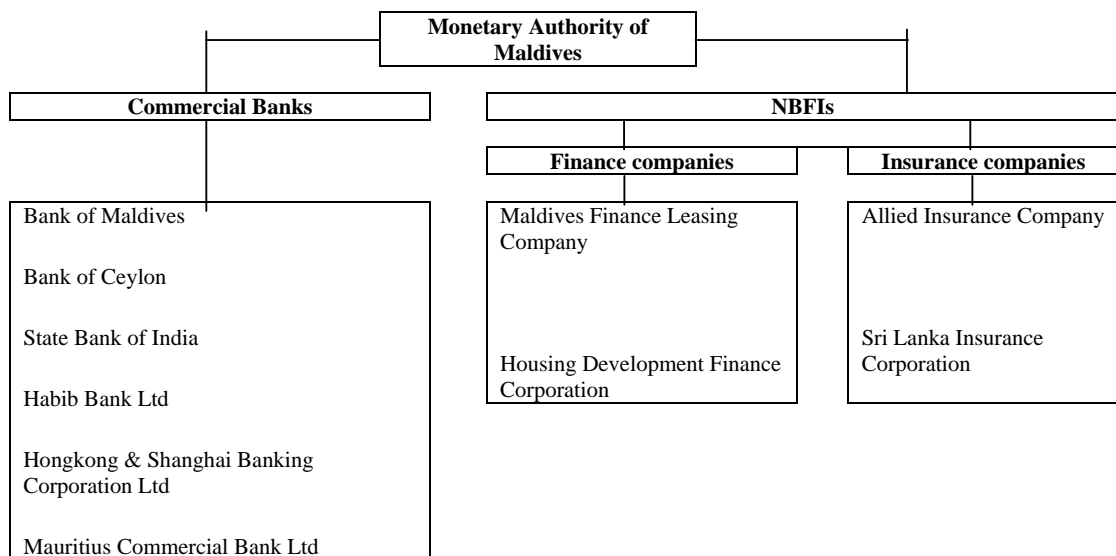 Monetary Authority of
Maldives
Commercial Banks
NBFIs
Finance companies
Insurance companies
Bank of Maldives
Bank of Ceylon
State Bank of India
Habib Bank Ltd
Hongkong & Shanghai Banking
Corporation Ltd
Mauritius Commercial Bank Ltd
Maldives Finance Leasing
Company
Housing Development Finance
Corporation
Allied Insurance Company
Sri Lanka Insurance
Corporation